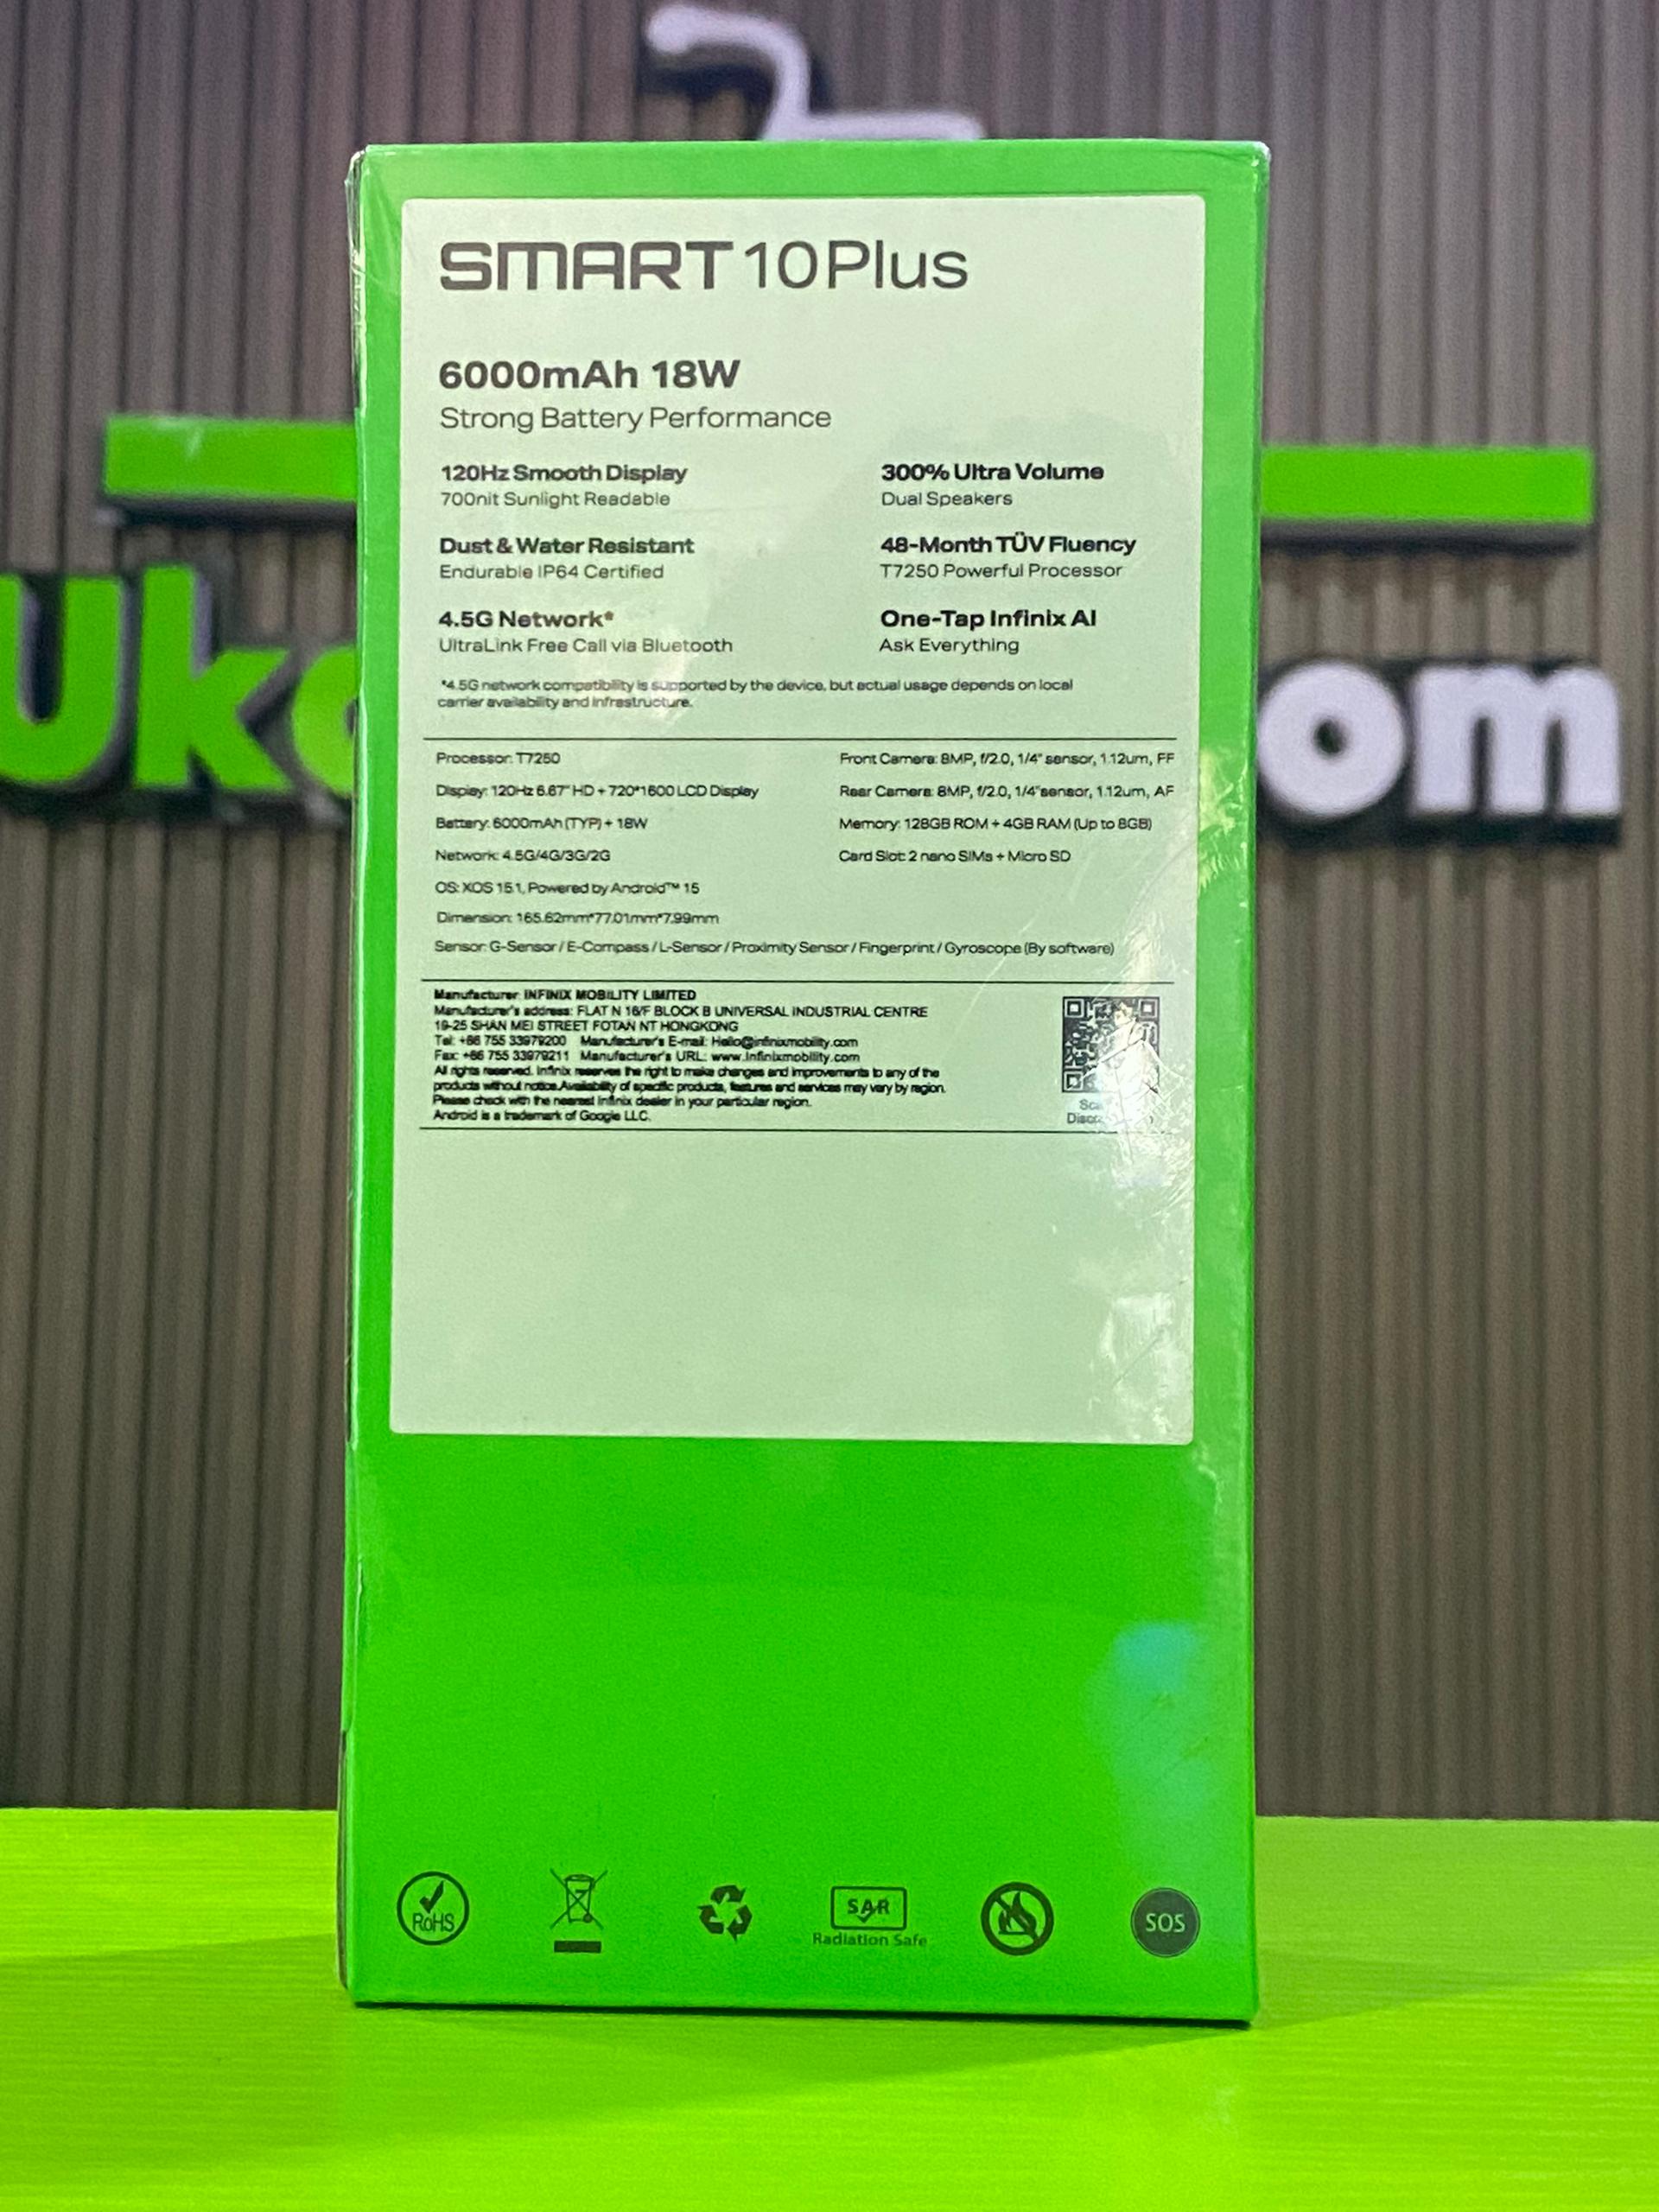 SMART 10 Plus
6000mAh 18W
Strong Battery Performance
120Hz Smooth Display
700nit Sunlight Readable
300% Ultra Volume
Dual Speakers
Dust & Water Resistant
Endurable IP64 Certified
48-Month TÜV Fluency
T7250 Powerful Processor
4.5G Network*
UltraLink Free Call via Bluetooth
One-Tap Infinix AI
Ask Everything
*4.5G network compatibility is supported by the device, but actual usage depends on local
carrier availability and infrastructure.
Processor: T7250
Display: 120Hz 6.67" HD + 720*1600 LCD Display
Battery: 6000mAh (TYP) + 18W
Network: 4.5G/4G/3G/2G
OS: XOS 15.1, Powered by Android™ 15
Dimension: 165.62mm*77.01mm*7.99mm
Sensor: G-Sensor / E-Compass / L-Sensor / Proximity Sensor / Fingerprint / Gyroscope (By software)
Front Camera: 8MP, f/2.0, 1/4" sensor, 1.12um, FF
Rear Camera: 8MP, f/2.0, 1/4"sensor, 1.12um, AF
Memory: 128GB ROM + 4GB RAM (Up to 8GB)
Card Slot: 2 nano SIMs + Micro SD
Manufacturer: INFINIX MOBILITY LIMITED
Manufacturer's address: FLAT N 16/F BLOCK B UNIVERSAL INDUSTRIAL CENTRE
19-25 SHAN MEI STREET FOTAN NT HONGKONG
Tel: +86 755 33979200 Manufacturer's E-mail: Hello@infinixmobility.com
Fax: +86 755 33979211 Manufacturer's URL: www.infinixmobility.com
All rights reserved. Infinix reserves the right to make changes and improvements to any of the
products without notice.Availability of specific products, features and services may vary by region.
Please check with the nearest Infinix dealer in your particular region.
Android is a trademark of Google LLC.
RoHS
SAR
Radiation Safe
SOS
Uk
om